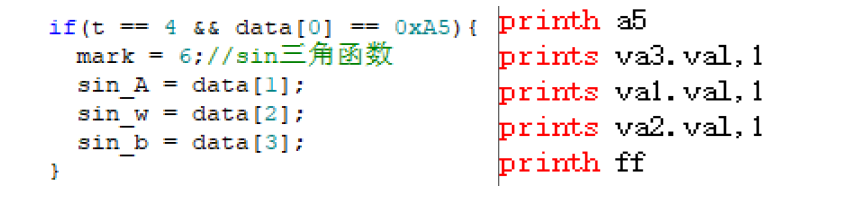 if(t == 4 && data[0] == 0xA5){
mark = 6;//sin三角函数
sin_A = data[1];
sin_w = data[2];
sin_b = data[3];
}
printh a5
prints va3.val,1
prints va1.val,1
prints va2.val,1
printh ff